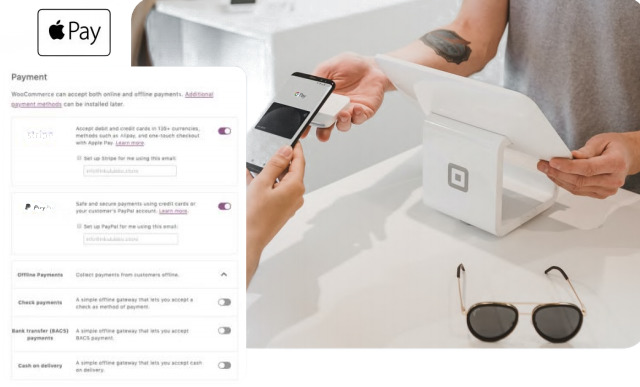 Pay
Payment
WooCommerce can accept both online and offline payments. Additional
payment methods can be installed later.
stripe
Accept debit and credit cards in 135+ currencies,
methods such as Alipay, and one-touch checkout
with Apple Pay. Learn more.
Set up Stripe for me using this email:
Safe and secure payments using credit cards or
your customer's PayPal account. Learn more.
Set up PayPal for me using this email:
Offline Payments
Collect payments from customers offline.
Check payments
A simple offline gateway that lets you accept a
check as method of payment.
Bank transfer (BACS)
payments
A simple offline gateway that lets you accept
BACS payment.
Cash on delivery
A simple offline gateway that lets you accept cash
on delivery.